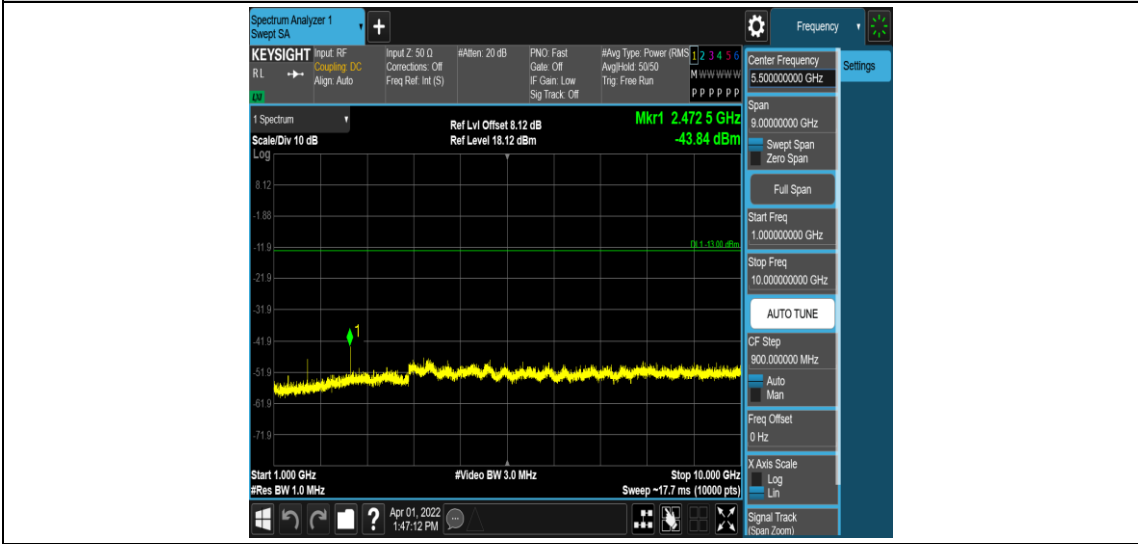 Spectrum Analyzer 1
Swept SA
+
Frequency
KEYSIGHT
RL
Input: RF
Coupling: DC
Align: Auto
Input Z: 50 Ω
Corrections: Off
Freq Ref: Int (S)
#Atten: 20 dB
PNO: Fast
Gate: Off
IF Gain: Low
Sig Track: Off
#Avg Type: Power (RMS
Avg|Hold: 50/50
Trig: Free Run
1 2 3 4 5 6
M W W W W W
P P P P P P
1 Spectrum
Scale/Div 10 dB
Log
Ref Lvl Offset 8.12 dB
Ref Level 18.12 dBm
Mkr1 2.472 5 GHz
-43.84 dBm
8.12
-1.88
-11.9
DL1 -13.00 dBm
-21.9
-31.9
1
-41.9
-51.9
-61.9
-71.9
Start 1.000 GHz
#Res BW 1.0 MHz
#Video BW 3.0 MHz
Stop 10.000 GHz
Sweep ~17.7 ms (10000 pts)
?
Apr 01, 2022
1:47:12 PM
Center Frequency
5.500000000 GHz
Span
9.00000000 GHz
Swept Span
Zero Span
Full Span
Start Freq
1.000000000 GHz
Stop Freq
10.000000000 GHz
AUTO TUNE
CF Step
900.000000 MHz
Auto
Man
Freq Offset
0 Hz
X Axis Scale
Log
Lin
Signal Track
(Span Zoom)
Settings